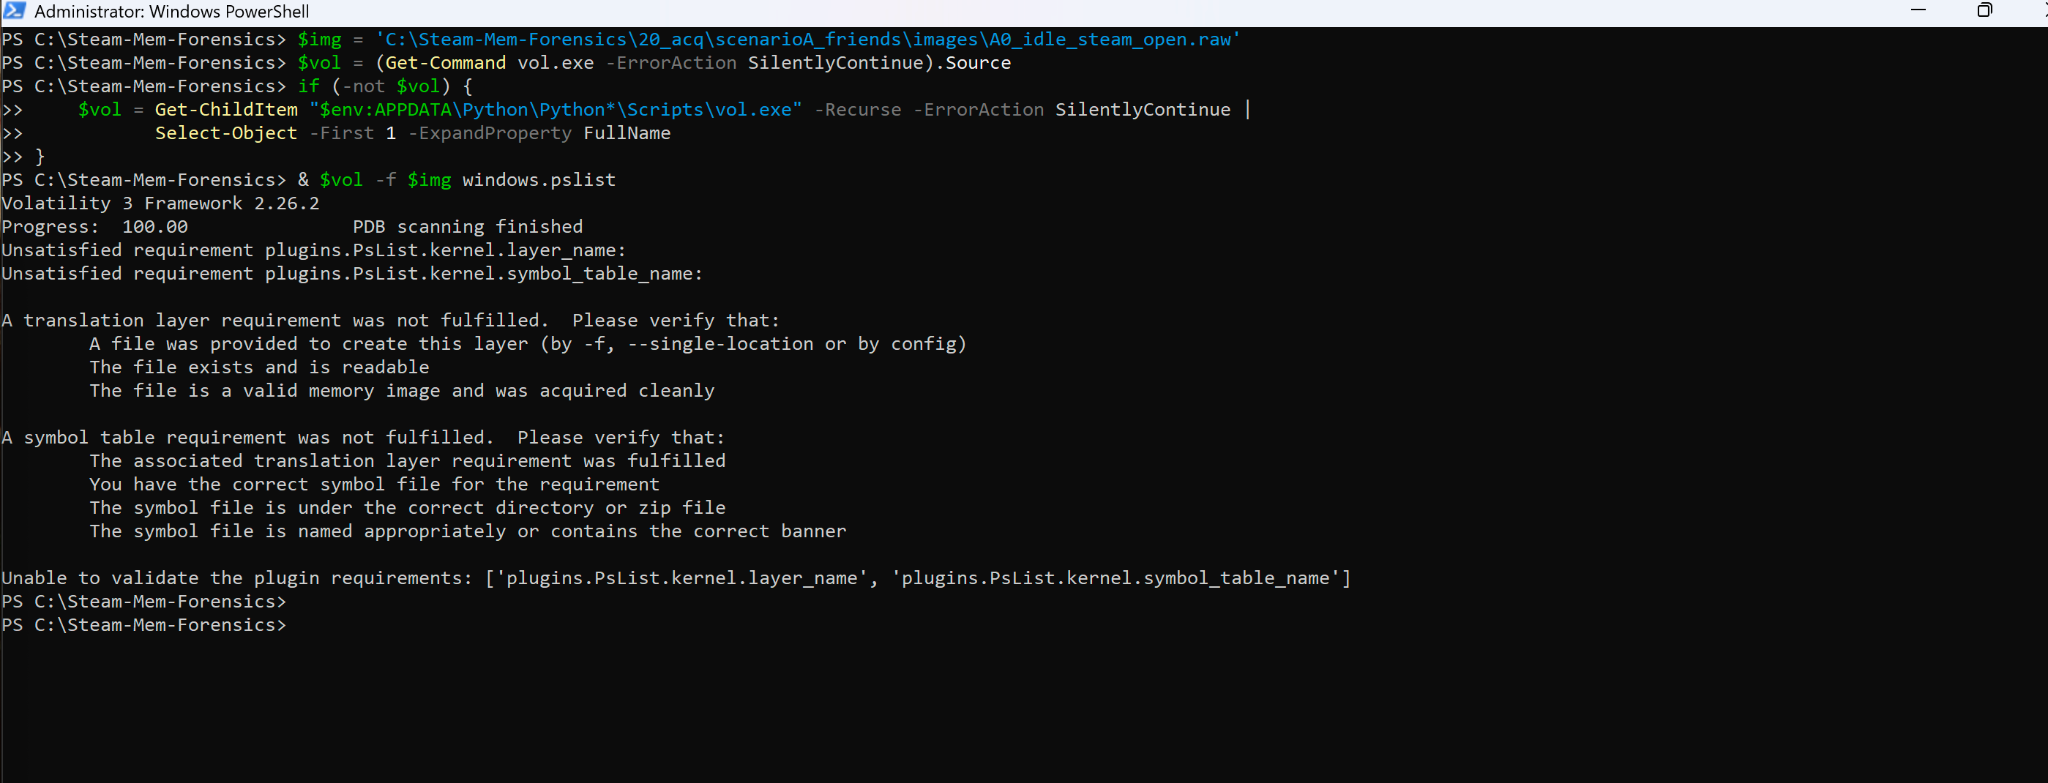 Administrator: Windows PowerShell
PS C:\Steam-Mem-Forensics> $img = 'C:\Steam-Mem-Forensics\20_acq\scenarioA_friends\images\A0_idle_steam_open.raw'
PS C:\Steam-Mem-Forensics> $vol = (Get-Command vol.exe -ErrorAction SilentlyContinue).Source
PS C:\Steam-Mem-Forensics> if (-not $vol) {
>>     $vol = Get-ChildItem "$env:APPDATA\Python\Python*\Scripts\vol.exe" -Recurse -ErrorAction SilentlyContinue |
>>            Select-Object -First 1 -ExpandProperty FullName
>> }
PS C:\Steam-Mem-Forensics> & $vol -f $img windows.pslist
Volatility 3 Framework 2.26.2
Progress:  100.00               PDB scanning finished
Unsatisfied requirement plugins.PsList.kernel.layer_name:
Unsatisfied requirement plugins.PsList.kernel.symbol_table_name:

A translation layer requirement was not fulfilled.  Please verify that:
        A file was provided to create this layer (by -f, --single-location or by config)
        The file exists and is readable
        The file is a valid memory image and was acquired cleanly

A symbol table requirement was not fulfilled.  Please verify that:
        The associated translation layer requirement was fulfilled
        You have the correct symbol file for the requirement
        The symbol file is under the correct directory or zip file
        The symbol file is named appropriately or contains the correct banner

Unable to validate the plugin requirements: ['plugins.PsList.kernel.layer_name', 'plugins.PsList.kernel.symbol_table_name']
PS C:\Steam-Mem-Forensics>
PS C:\Steam-Mem-Forensics>